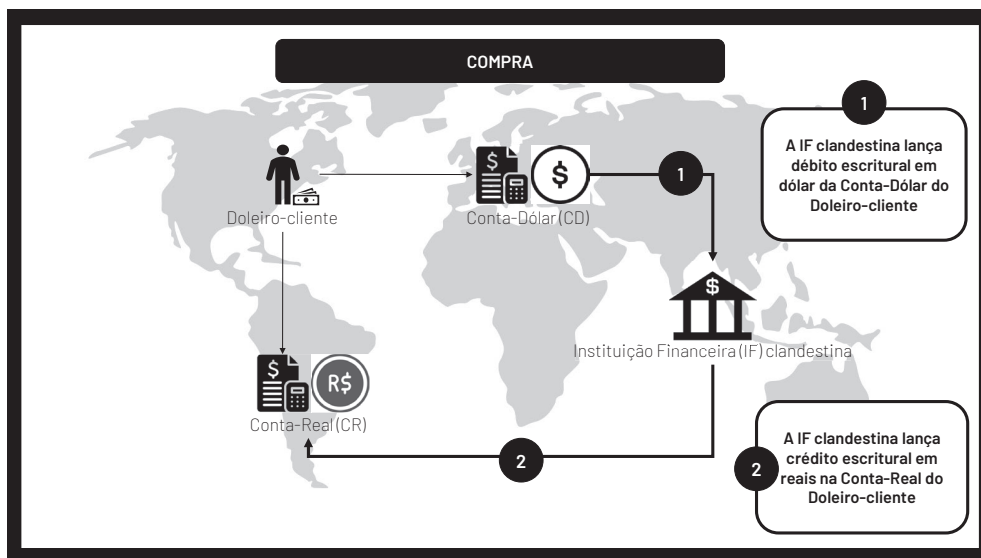 COMPRA
1
A IF clandestina lança
débito escritural em
dólar da Conta-Dólar do
Doleiro-cliente
$
$
1
Doleiro-cliente
Conta-Dólar (CD)
$
Instituição Financeira (IF) clandestina
$
R$
Conta-Real (CR)
2
2
A IF clandestina lança
crédito escritural em
reais na Conta-Real do
Doleiro-cliente